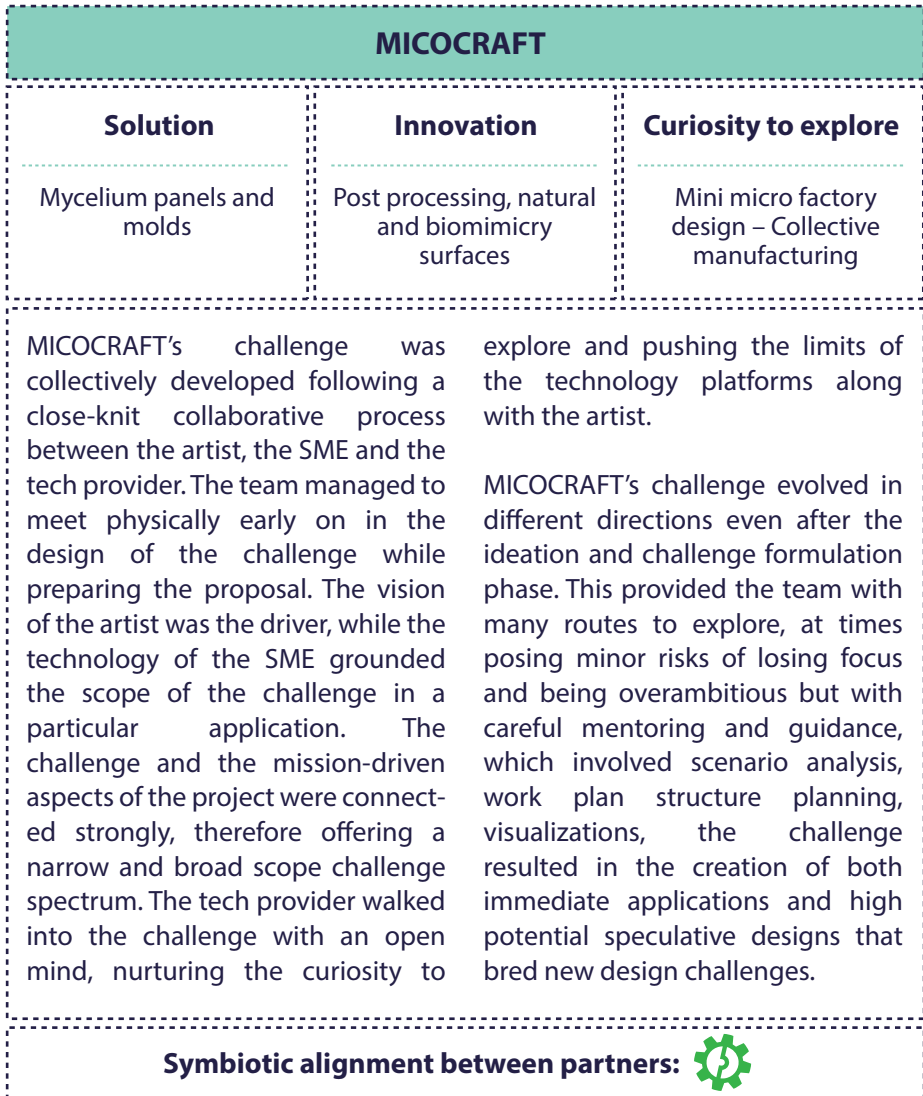 MICOCRAFT
Solution
Mycelium panels and
molds
Innovation
Post processing, natural
and biomimicry
surfaces
Curiosity to explore
Mini micro factory
design – Collective
manufacturing
MICOCRAFT’s challenge was
collectively developed following a
close-knit collaborative process
between the artist, the SME and the
tech provider. The team managed to
meet physically early on in the
design of the challenge while
preparing the proposal. The vision
of the artist was the driver, while the
technology of the SME grounded
the scope of the challenge in a
particular application. The
challenge and the mission-driven
aspects of the project were connect-
ed strongly, therefore offering a
narrow and broad scope challenge
spectrum. The tech provider walked
into the challenge with an open
mind, nurturing the curiosity to
explore and pushing the limits of
the technology platforms along
with the artist.
MICOCRAFT’s challenge evolved in
different directions even after the
ideation and challenge formulation
phase. This provided the team with
many routes to explore, at times
posing minor risks of losing focus
and being overambitious but with
careful mentoring and guidance,
which involved scenario analysis,
work plan structure planning,
visualizations, the challenge
resulted in the creation of both
immediate applications and high
potential speculative designs that
bred new design challenges.
Symbiotic alignment between partners: